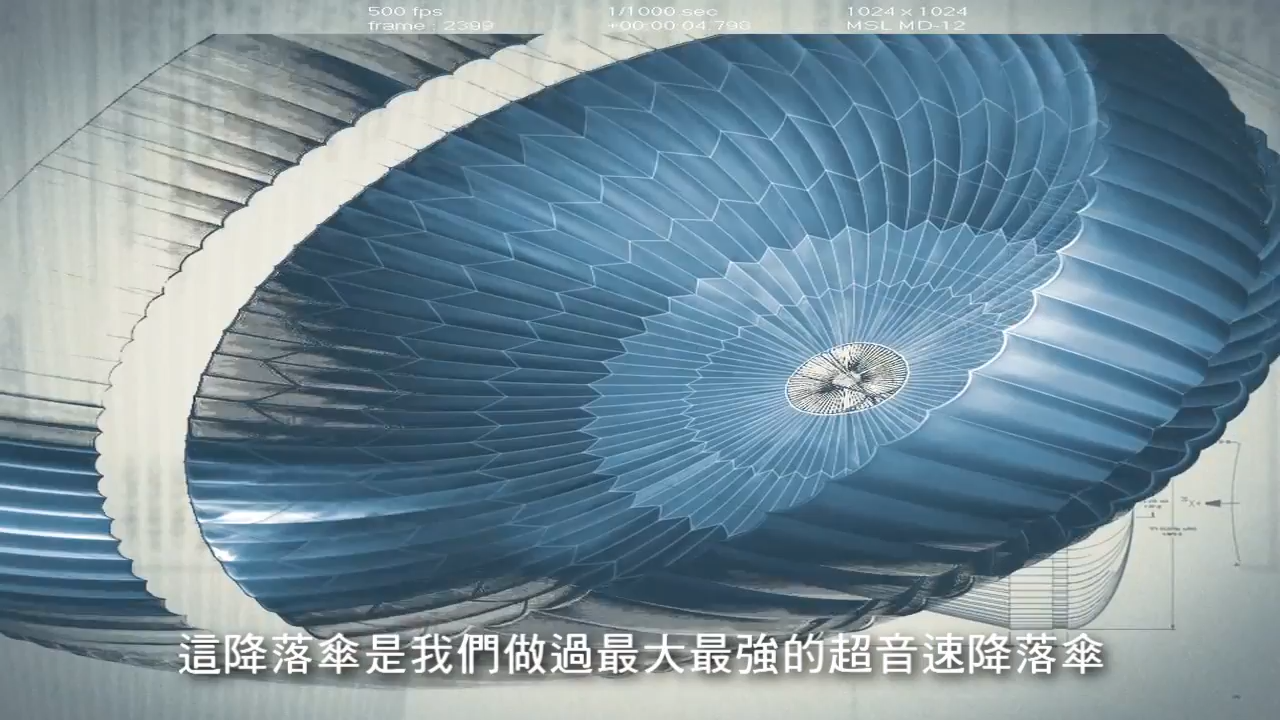 500 fps
1/1000 sec
1024 x 1024
frame : 2399
+00:00:04.798
MSL MD-12
這降落傘是我們做過最大最強的超音速降落傘